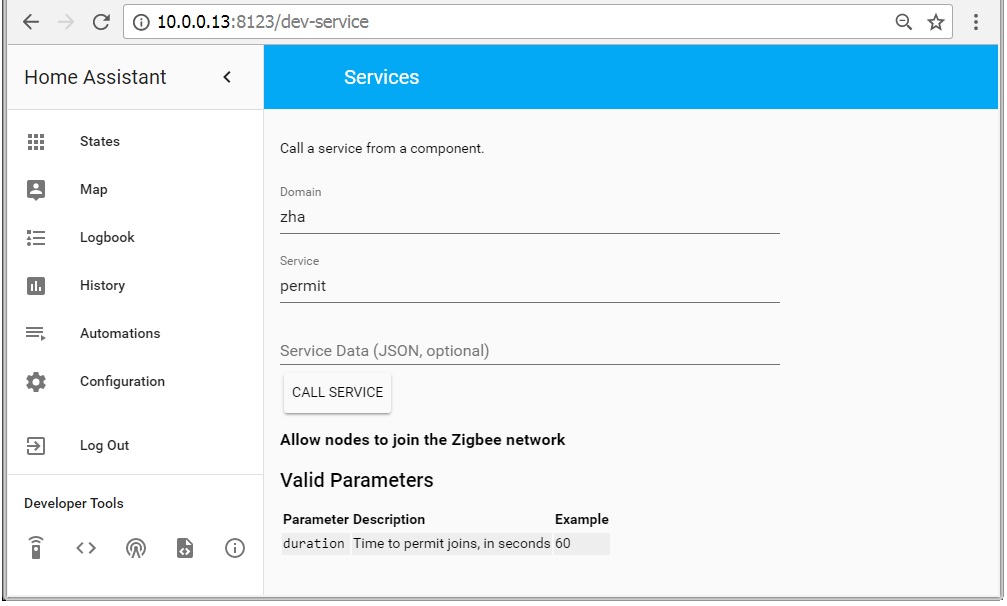 10.0.0.13:8123/dev-service
Home Assistant
Services
States
Map
Logbook
History
Automations
Configuration
Log Out
Developer Tools
Call a service from a component.
Domain
zha
Service
permit
Service Data (JSON, optional)
CALL SERVICE
Allow nodes to join the Zigbee network
Valid Parameters
Parameter Description Example
duration Time to permit joins, in seconds 60